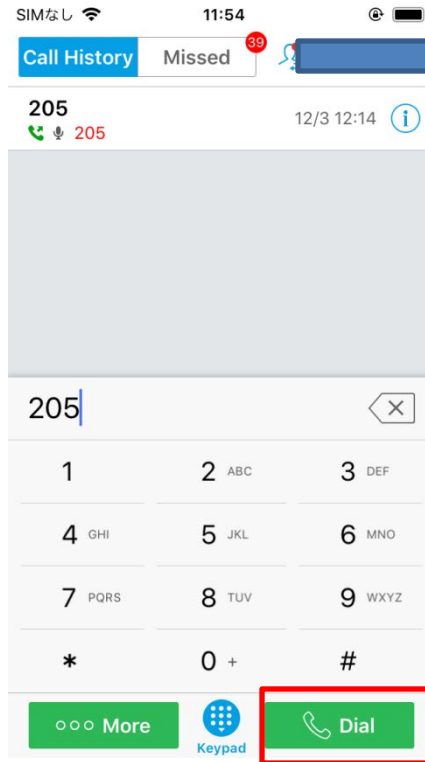 SIMなし 11:54
Call History Missed 39
205
12/3 12:14 i
205
205
1 2 ABC 3 DEF
4 GHI 5 JKL 6 MNO
7 PQRS 8 TUV 9 WXYZ
* 0 + #
More Keypad Dial